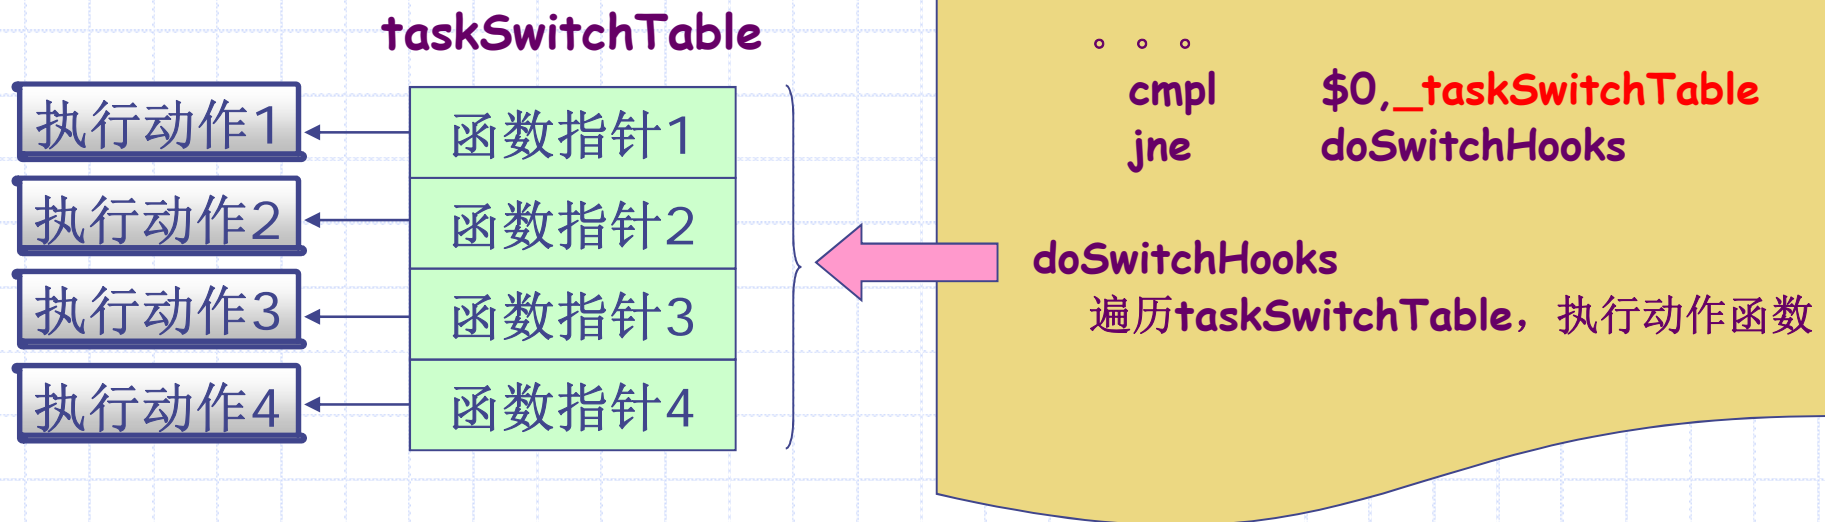 taskSwitchTable
执行动作1
执行动作2
执行动作3
执行动作4
函数指针1
函数指针2
函数指针3
函数指针4
。。。
cmpl $0,_taskSwitchTable
jne doSwitchHooks
doSwitchHooks
遍历taskSwitchTable，执行动作函数